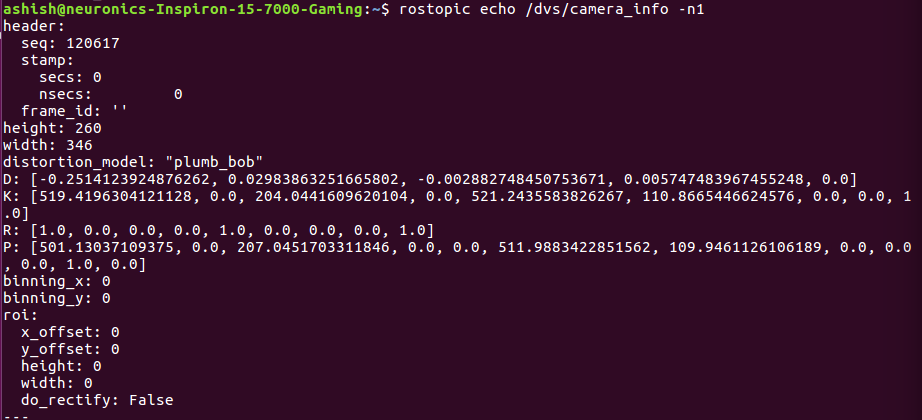 ashish@neuronics-Inspiron-15-7000-Gaming:~$ rostopic echo /dvs/camera_info -n1
header:
  seq: 120617
  stamp:
    secs: 0
    nsecs:         0
  frame_id: ''
height: 260
width: 346
distortion_model: "plumb_bob"
D: [-0.2514123924876262, 0.02983863251665802, -0.002882748450753671, 0.005747483967455248, 0.0]
K: [519.4196304121128, 0.0, 204.0441609620104, 0.0, 521.2435583826267, 110.8665446624576, 0.0, 0.0, 1
.0]
R: [1.0, 0.0, 0.0, 0.0, 1.0, 0.0, 0.0, 0.0, 1.0]
P: [501.13037109375, 0.0, 207.0451703311846, 0.0, 0.0, 511.9883422851562, 109.9461126106189, 0.0, 0.0
, 0.0, 1.0, 0.0]
binning_x: 0
binning_y: 0
roi:
  x_offset: 0
  y_offset: 0
  height: 0
  width: 0
  do_rectify: False
---